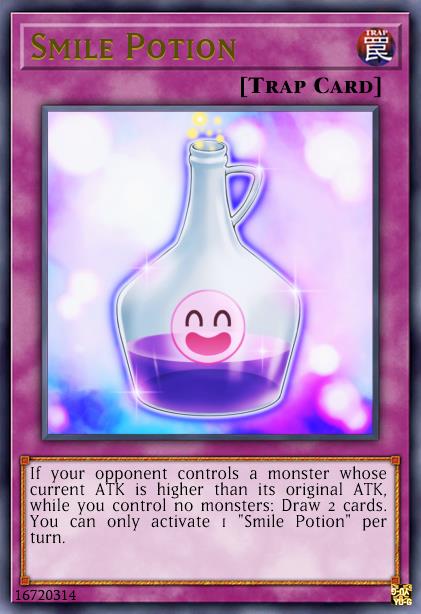 Smile Potion
TRAP
罠
[Trap Card]
If your opponent controls a monster whose
current ATK is higher than its original ATK,
while you control no monsters: Draw 2 cards.
You can only activate 1 "Smile Potion" per
turn.
16720314